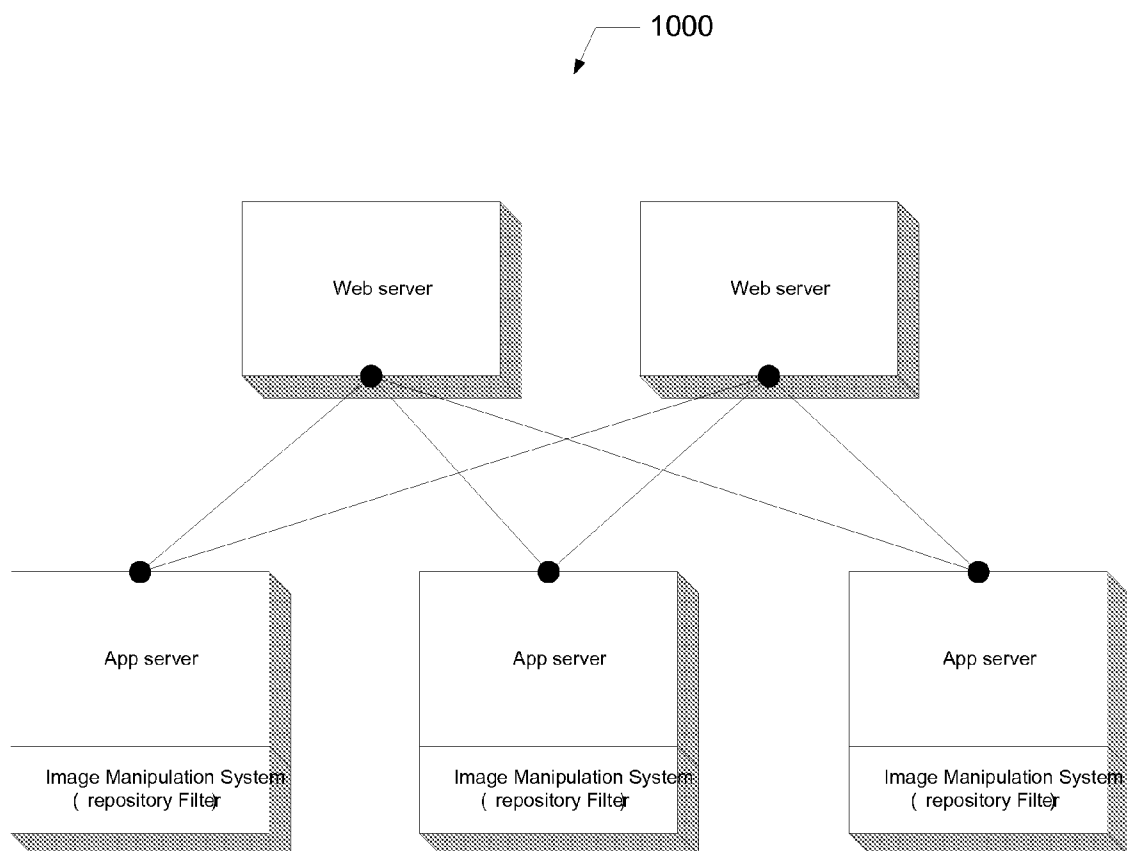 1000
Web server
Web server
App server
App server
App server
Image Manipulation System
( repository Filter)
Image Manipulation System
( repository Filter)
Image Manipulation System
( repository Filter)